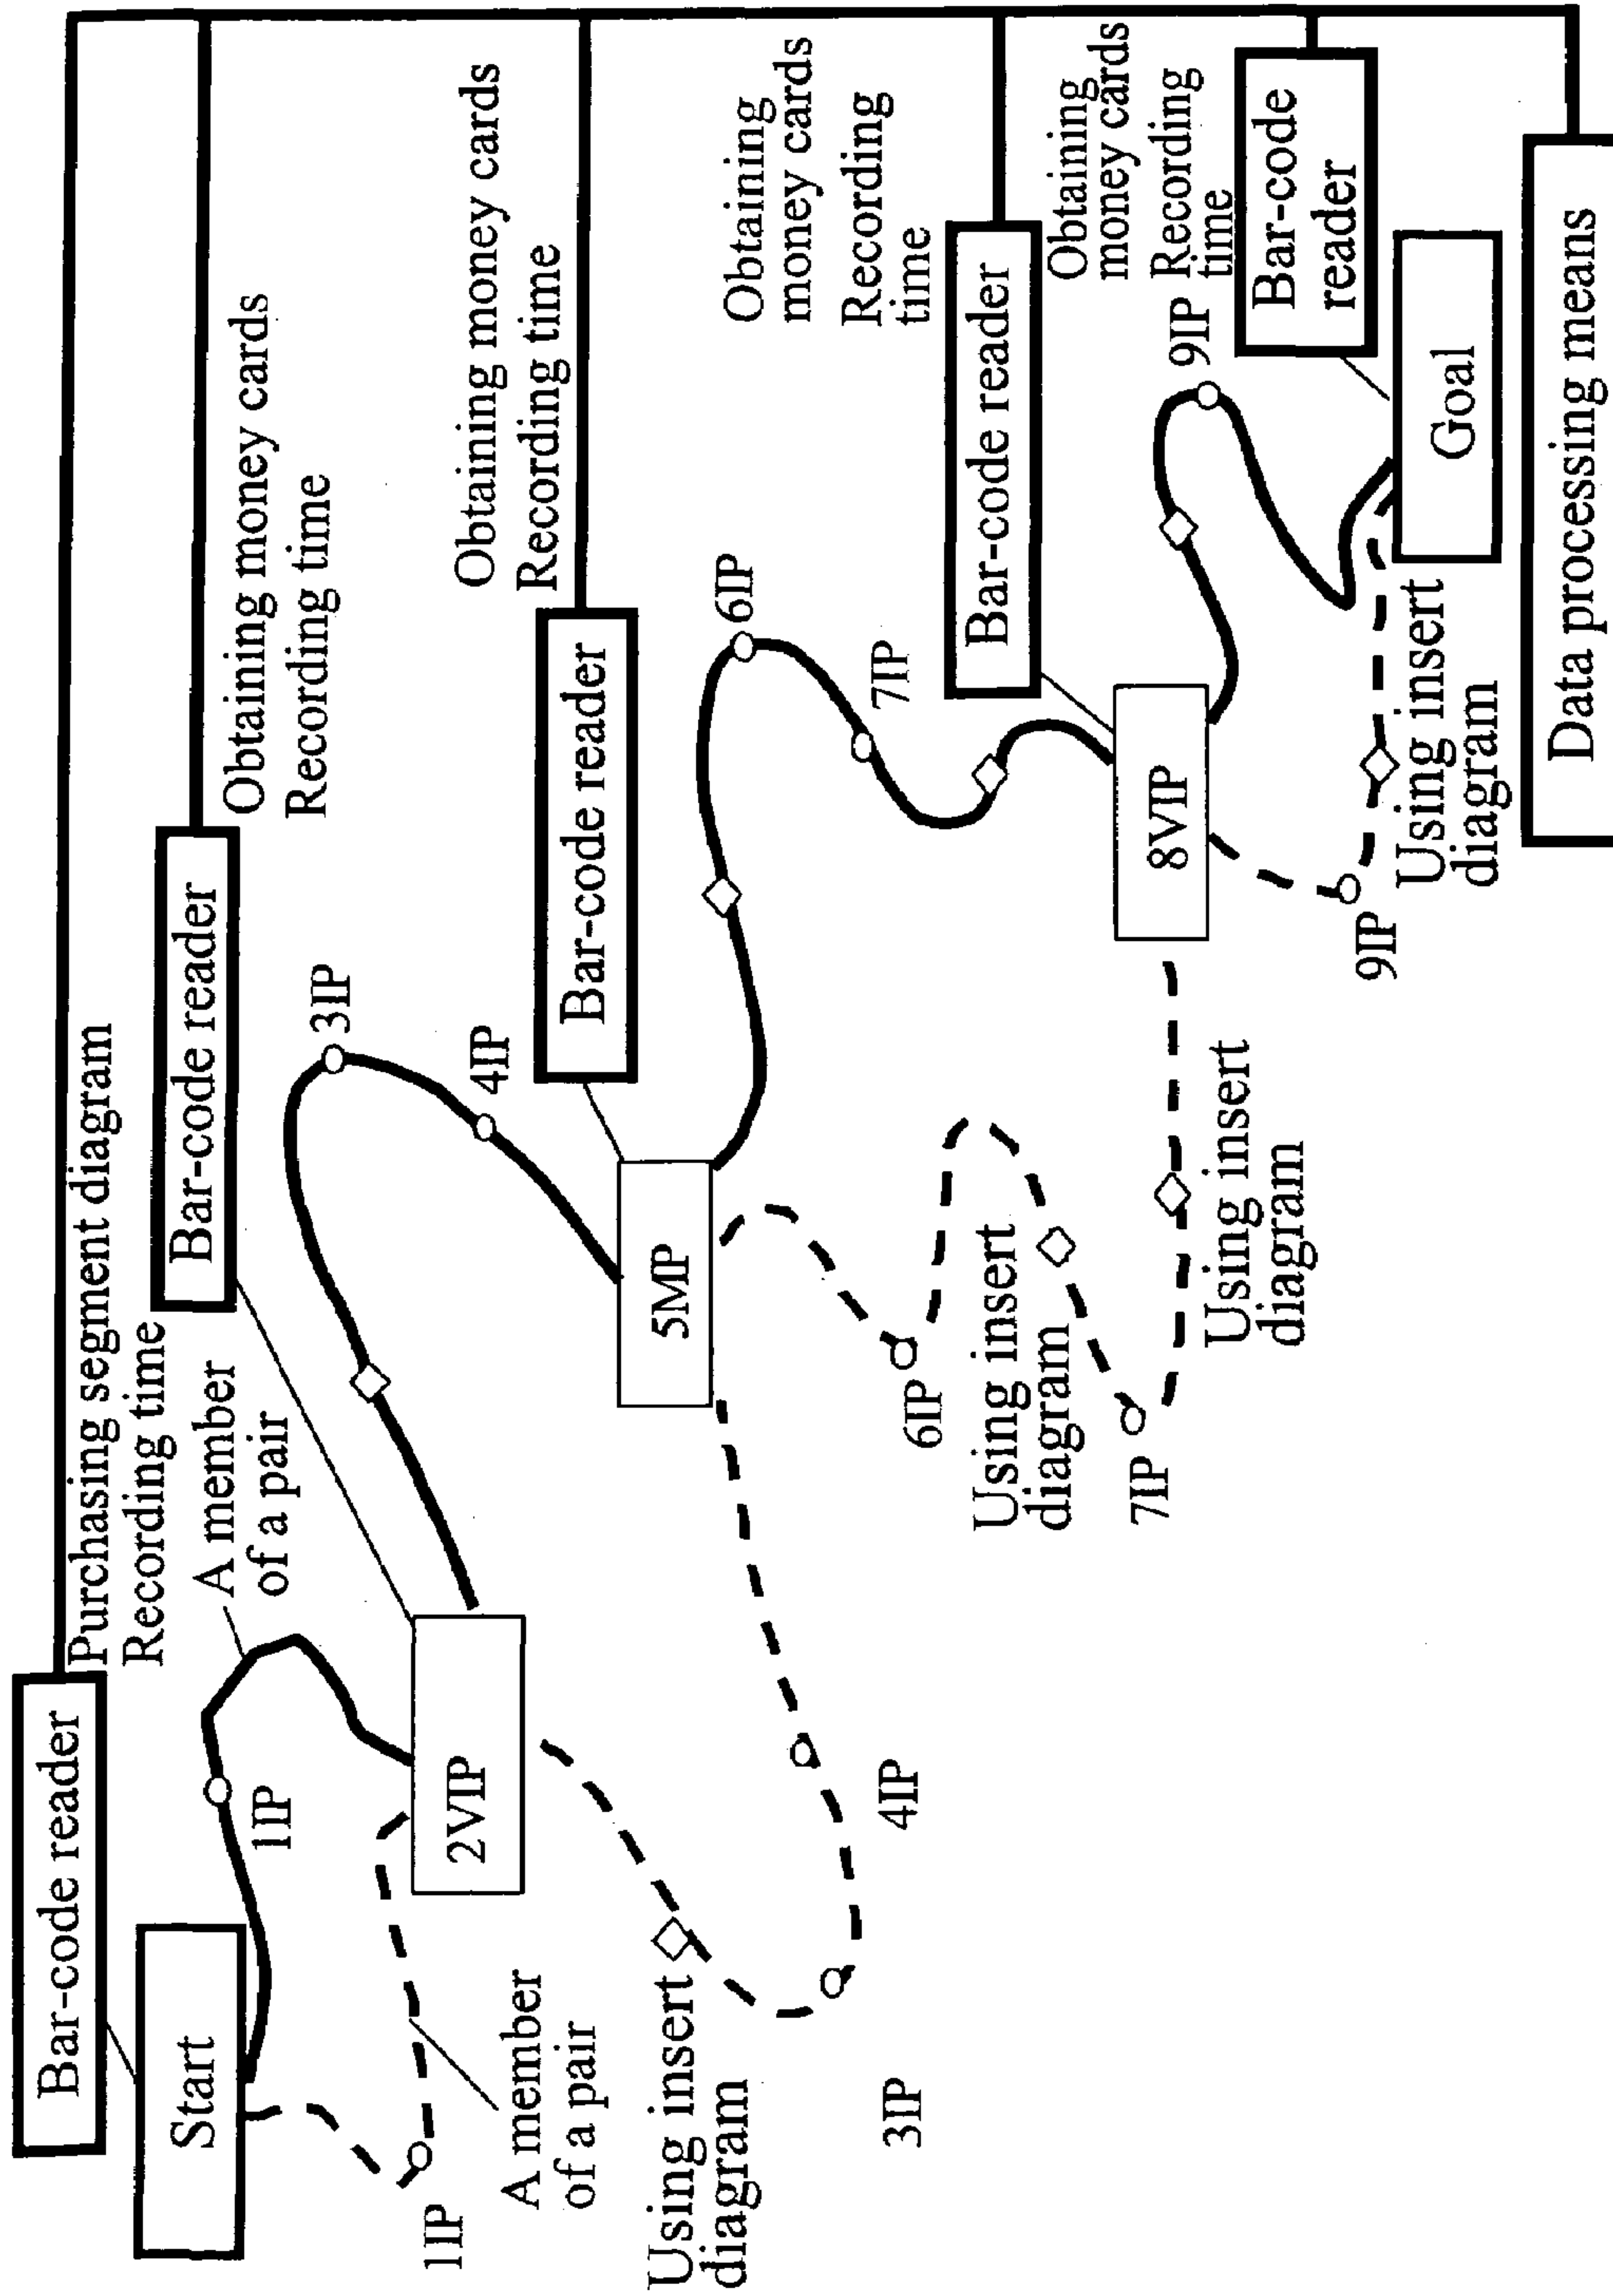 Bar-code reader
Purchasing segment diagram
Recording time
Start
1IP
A member
of a pair
Bar-code reader
Obtaining money cards
Recording time
1IP
A member
of a pair
2VIP
3IP
4IP
Using insert
diagram
3IP
4IP
Bar-code reader
Obtaining money cards
Recording time
5MP
6IP
7IP
6IP
Using insert
diagram
7IP
Using insert
diagram
Bar-code reader
Obtaining
money cards
Recording
time
8VIP
9IP
Obtaining
money cards
Recording
time
Bar-code
reader
9IP
Using insert
diagram
Goal
Data processing means